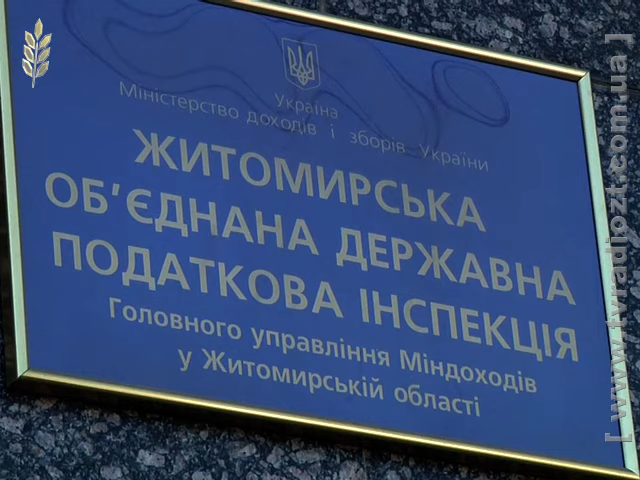 Україна
Міністерство доходів і зборів України
ЖИТОМИРСЬКА
ОБ’ЄДНАНА ДЕРЖАВНА
ПОДАТКОВА ІНСПЕКЦІЯ
Головного управління Міндоходів
у Житомирській області
[ www.tvradiozt.com.ua ]